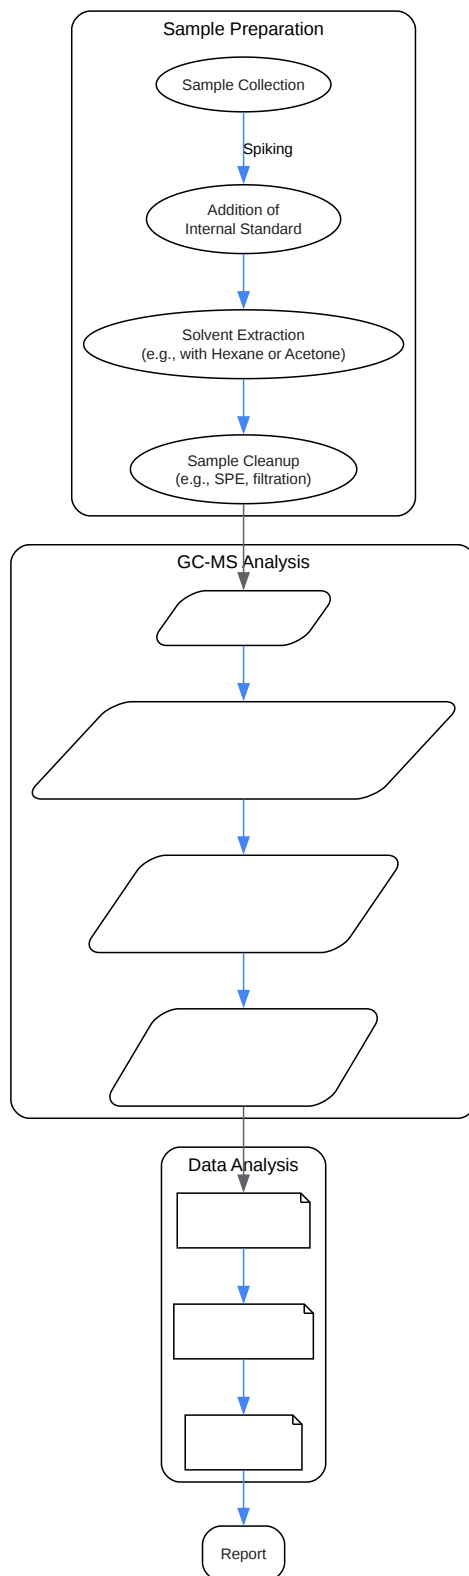 Sample Preparation
Sample Collection
Spiking
Addition of
Internal Standard
Solvent Extraction
(e.g., with Hexane or Acetone)
Sample Cleanup
(e.g., SPE, filtration)
GC-MS Analysis
Data Analysis
Report